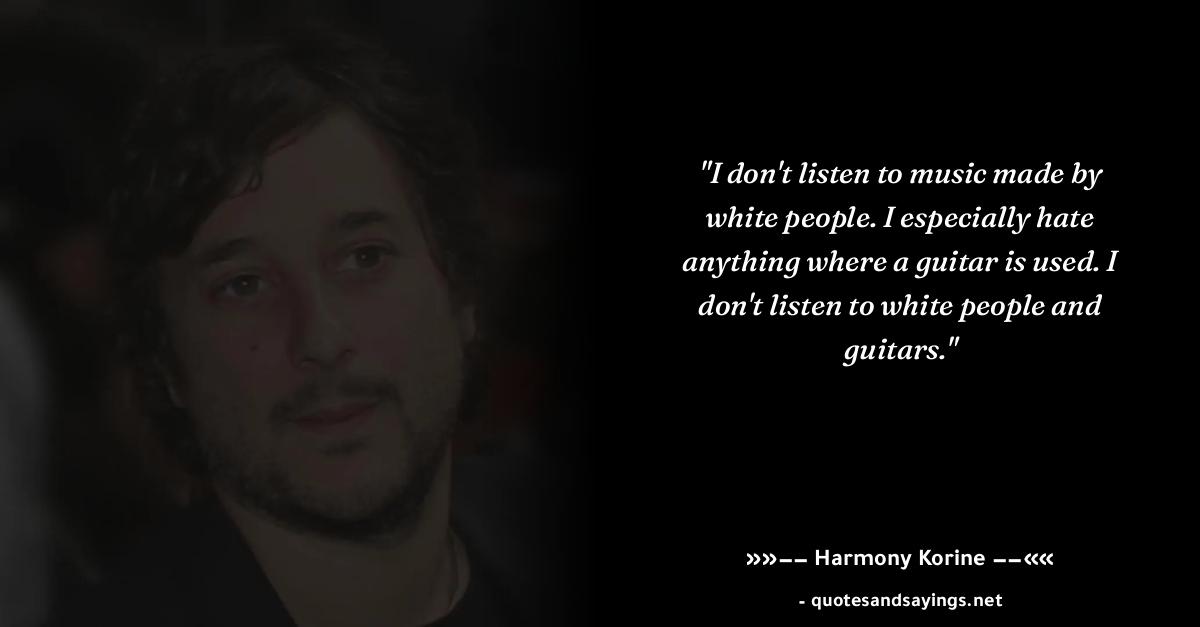 "I don't listen to music made by
white people. I especially hate
anything where a guitar is used. I
don't listen to white people and
guitars."
»»−− Harmony Korine −−««
- quotesandsayings.net